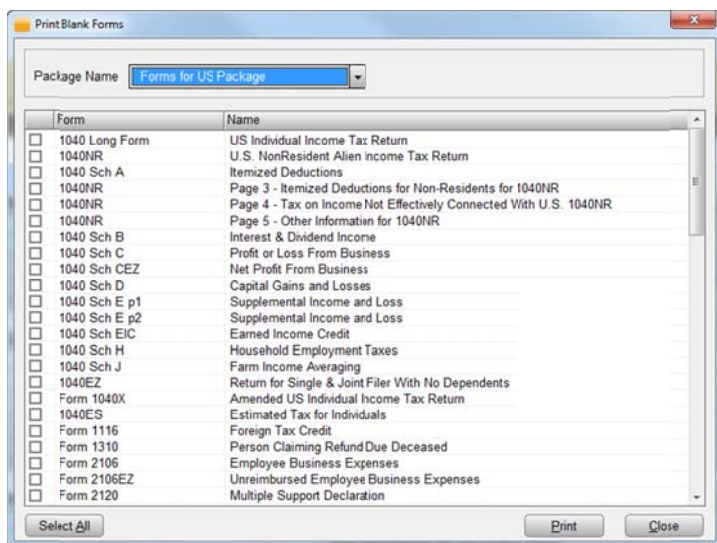 Print Blank Forms
Package Name Forms for US Package
Form Name
1040 Long Form US Individual Income Tax Return
1040NR U.S. NonResident Alien Income Tax Return
1040 Sch A Itemized Deductions
1040NR Page 3 - Itemized Deductions for Non-Residents for 1040NR
1040NR Page 4 - Tax on Income Not Effectively Connected With U.S. 1040NR
1040NR Page 5 - Other Information for 1040NR
1040 Sch B Interest & Dividend Income
1040 Sch C Profit or Loss From Business
1040 Sch CEZ Net Profit From Business
1040 Sch D Capital Gains and Losses
1040 Sch E p1 Supplemental Income and Loss
1040 Sch E p2 Supplemental Income and Loss
1040 Sch EIC Earned Income Credit
1040 Sch H Household Employment Taxes
1040 Sch J Farm Income Averaging
1040EZ Return for Single & Joint Filer With No Dependents
Form 1040X Amended US Individual Income Tax Return
1040ES Estimated Tax for Individuals
Form 1116 Foreign Tax Credit
Form 1310 Person Claiming Refund Due Deceased
Form 2106 Employee Business Expenses
Form 2106EZ Unreimbursed Employee Business Expenses
Form 2120 Multiple Support Declaration
Select All Print Close